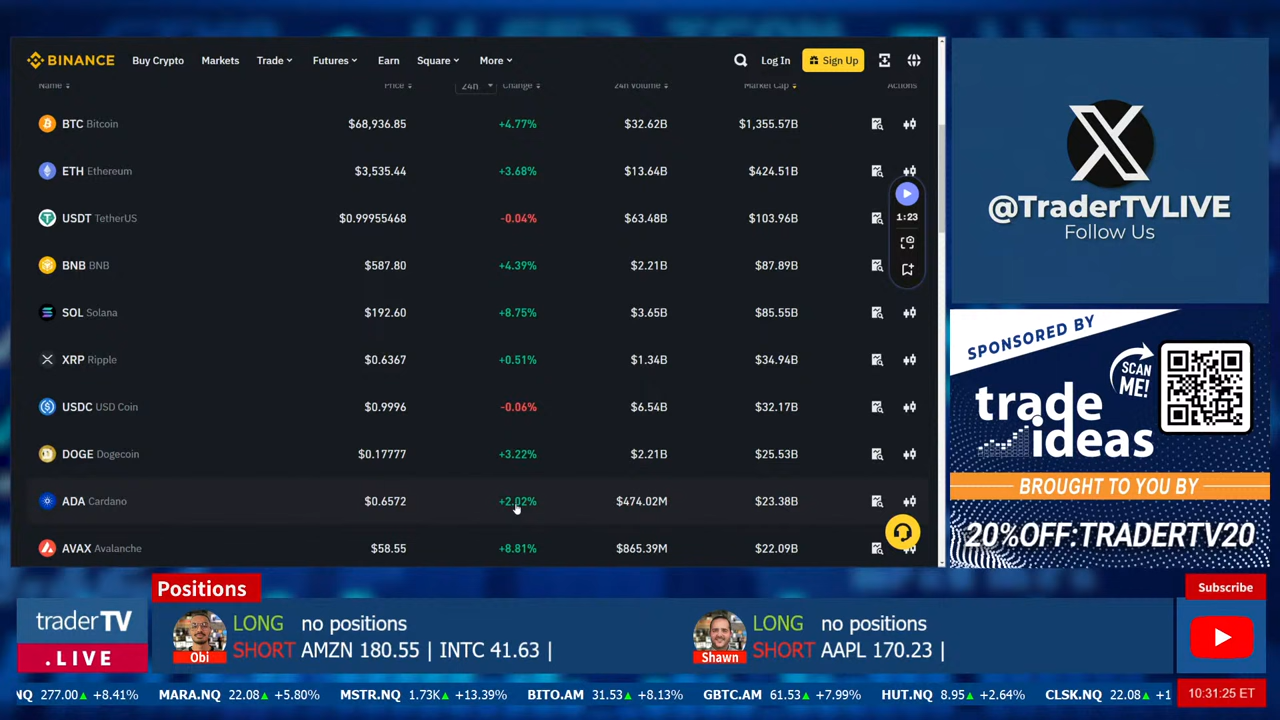 BINANCE Buy Crypto Markets Trade Futures Earn Square More Log In Sign Up
Name Price 24h Change 24h Volume Market Cap Actions
BTC Bitcoin $68,936.85 +4.77% $32.62B $1,355.57B
ETH Ethereum $3,535.44 +3.68% $13.64B $424.51B
USDT TetherUS $0.99955468 -0.04% $63.48B $103.96B
BNB BNB $587.80 +4.39% $2.21B $87.89B
SOL Solana $192.60 +8.75% $3.65B $85.55B
XRP Ripple $0.6367 +0.51% $1.34B $34.94B
USDC USD Coin $0.9996 -0.06% $6.54B $32.17B
DOGE Dogecoin $0.17777 +3.22% $2.21B $25.53B
ADA Cardano $0.6572 +2.02% $474.02M $23.38B
AVAX Avalanche $58.55 +8.81% $865.39M $22.09B
1:23
@TraderTVLIVE
Follow Us
SPONSORED BY
SCAN
ME!
trade
ideas
BROUGHT TO YOU BY
20%OFF:TRADERTV20
Positions
traderTV
.LIVE
Obi
LONG no positions
SHORT AMZN 180.55 | INTC 41.63 |
Shawn
LONG no positions
SHORT AAPL 170.23 |
Subscribe
NQ 277.00 +8.41% MARA.NQ 22.08 +5.80% MSTR.NQ 1.73K +13.39% BITO.AM 31.53 +8.13% GBTC.AM 61.53 +7.99% HUT.NQ 8.95 +2.64% CLSK.NQ 22.08 +1
10:31:25 ET